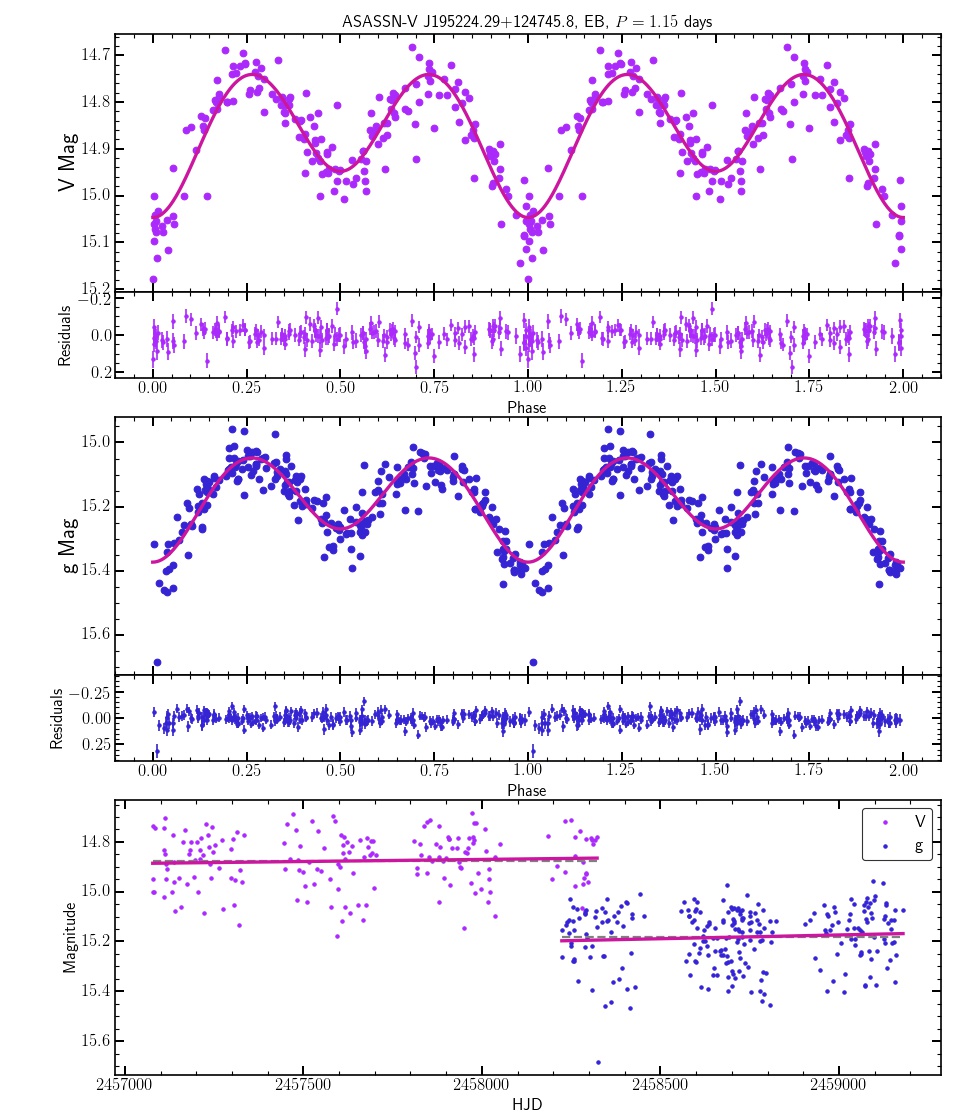 ASASSN-V J195224.29+124745.8, EB, P = 1.15 days
14.7
14.8
14.9
15.0
15.1
15.2
V Mag
−0.2
0.0
0.2
Residuals
0.00 0.25 0.50 0.75 1.00 1.25 1.50 1.75 2.00
Phase
15.0
15.2
15.4
15.6
g Mag
−0.25
0.00
0.25
Residuals
0.00 0.25 0.50 0.75 1.00 1.25 1.50 1.75 2.00
Phase
V
g
14.8
15.0
15.2
15.4
15.6
Magnitude
2457000 2457500 2458000 2458500 2459000
HJD